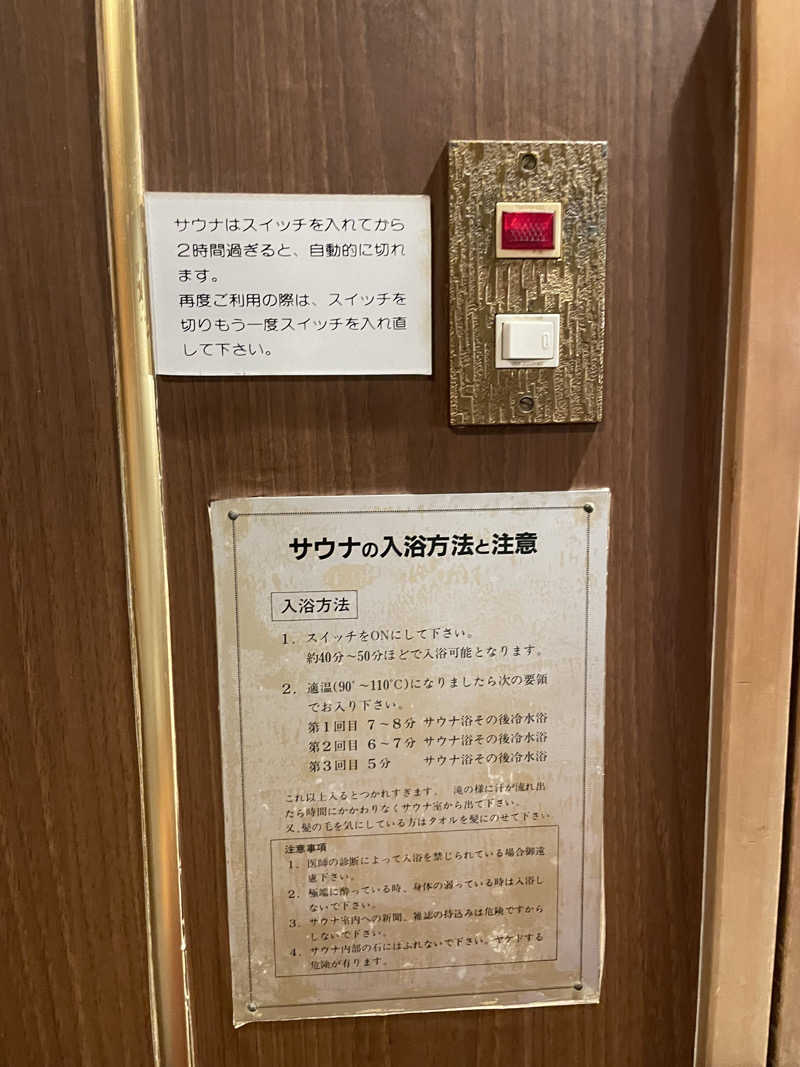 サウナはスイッチを入れてから
2時間過ぎると、自動的に切れ
ます。
再度ご利用の際は、スイッチを
切りもう一度スイッチを入れ直
して下さい。
サウナの入浴方法と注意
入浴方法
1. スイッチをONにして下さい。
約40分〜50分ほどで入浴可能となります。
2. 適温(90°〜110℃)になりましたら次の要領
でお入り下さい。
第1回目 7〜8分 サウナ浴その後冷水浴
第2回目 6〜7分 サウナ浴その後冷水浴
第3回目 5分 サウナ浴その後冷水浴
これ以上入るとつかれすぎます。 滝の様に汗が流れ出
たら時間にかかわりなくサウナ室から出て下さい。
又、髪の毛を気にしている方はタオルを髪にのせて下さい
注意事項
1. 医師の診断によって入浴を禁じられている場合御遠
慮下さい。
2. 極端に酔っている時、身体の弱っている時は入浴し
ないで下さい。
3. サウナ室内への新聞、雑誌の持込みは危険ですから
しないで下さい。
4. サウナ内部の石にはふれないで下さい。ヤケドする
危険が有ります。